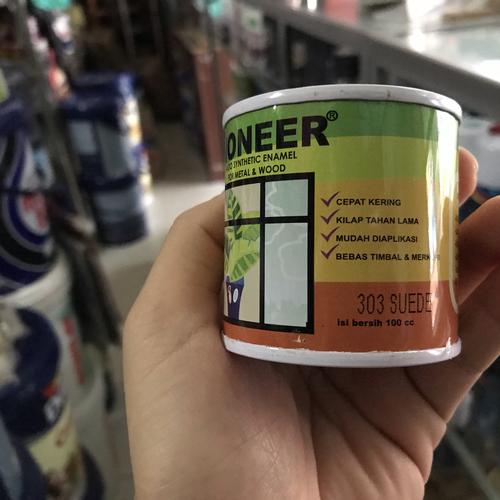 ONEER®
SYNTHETIC ENAMEL
FOR METAL & WOOD
CEPAT KERING
KILAP TAHAN LAMA
MUDAH DIAPLIKASI
BEBAS TIMBAL &
303 SUEDE
isi bersih 100 cc